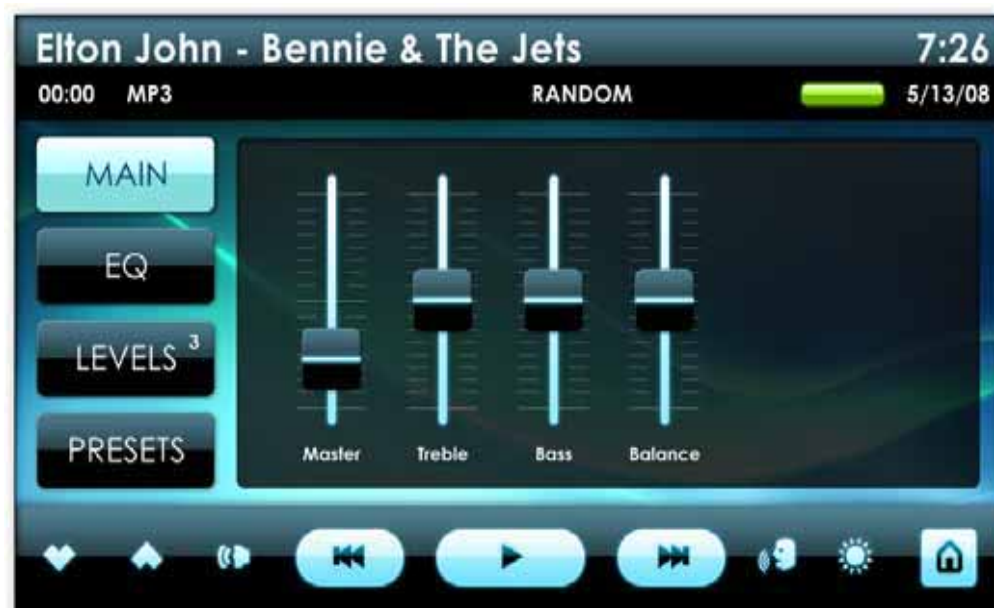 Elton John - Bennie & The Jets 7:26
00:00 MP3 RANDOM 5/13/08
MAIN
EQ
LEVELS 3
PRESETS
Master Treble Bass Balance